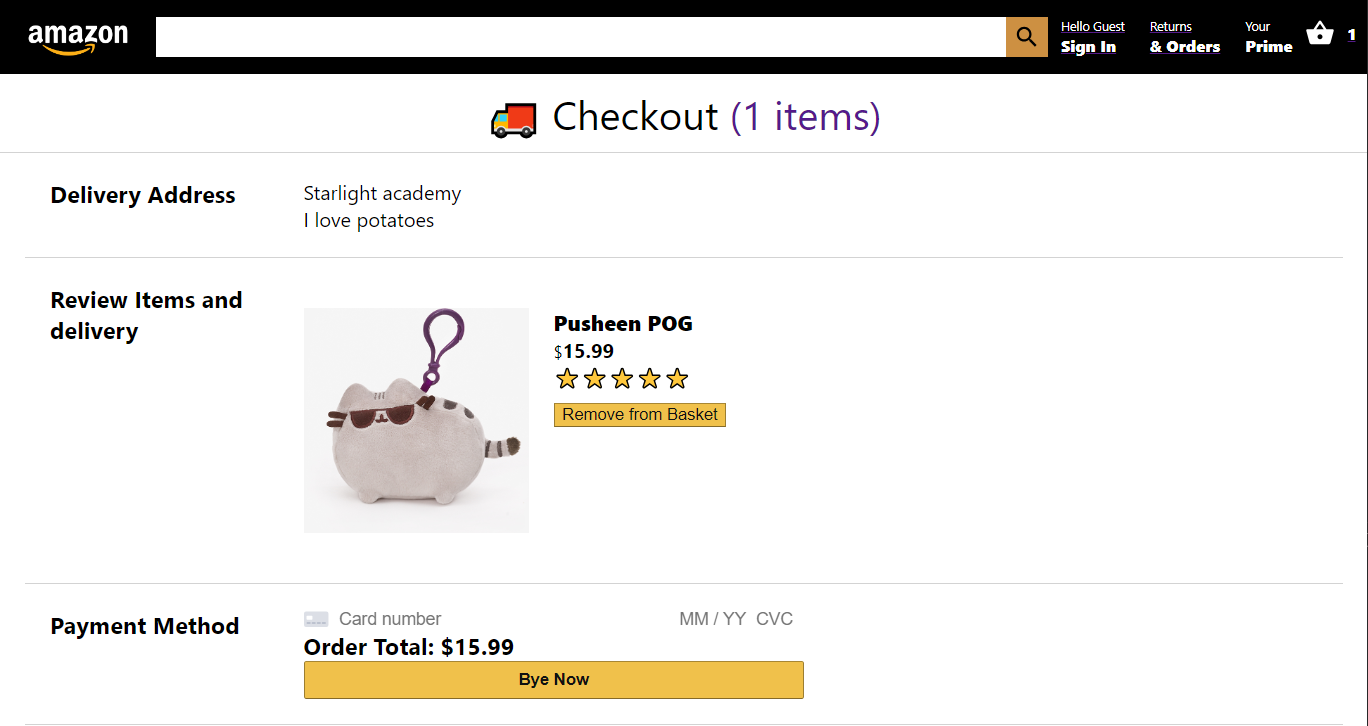 amazon
Hello Guest
Sign In
Returns
& Orders
Your
Prime
1
Checkout (1 items)
Delivery Address
Starlight academy
I love potatoes
Review Items and
delivery
Pusheen POG
$15.99
Remove from Basket
Payment Method
Card number
MM / YY CVC
Order Total: $15.99
Bye Now